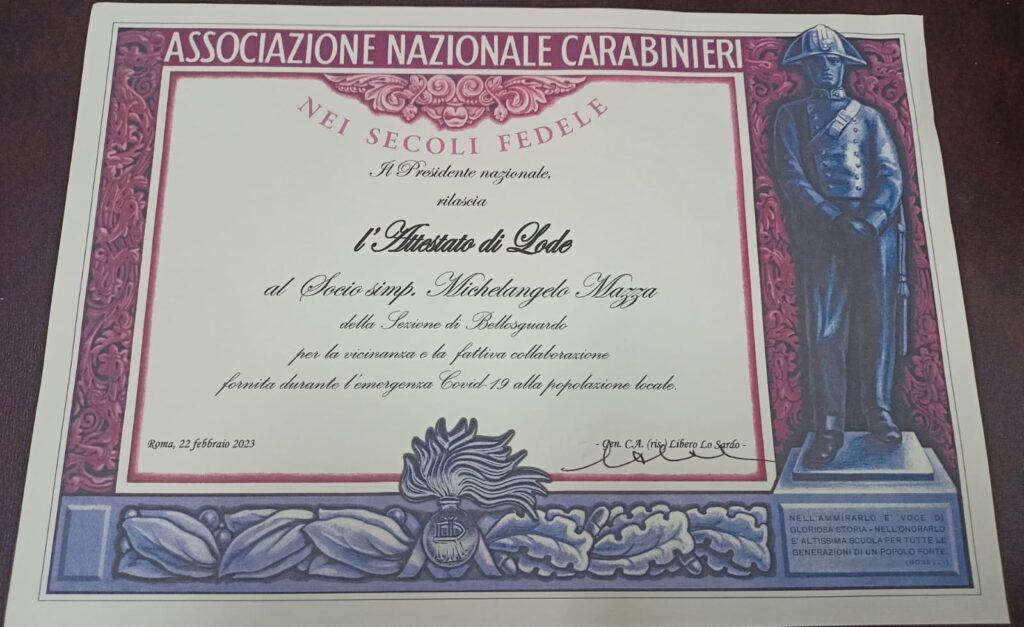 ASSOCIAZIONE NAZIONALE CARABINIERI
NEI SECOLI FEDELE
Il Presidente nazionale,
rilascia
l'Attestato di Lode
al Socio simp. Michelangelo Mazza
della Sezione di Bellosguardo
per la vicinanza e la fattiva collaborazione
fornita durante l'emergenza Covid-19 alla popolazione locale.
Roma, 22 febbraio 2023
- Gen. C.A. (ris.) Libero Lo Sardo -
NELL'AMMIRARLO E' VOCE DI
GLORIOSA STORIA - NELL'ONORARLO
E' ALTISSIMA SCUOLA PER TUTTE LE
GENERAZIONI DI UN POPOLO FORTE
(BOSELLI)